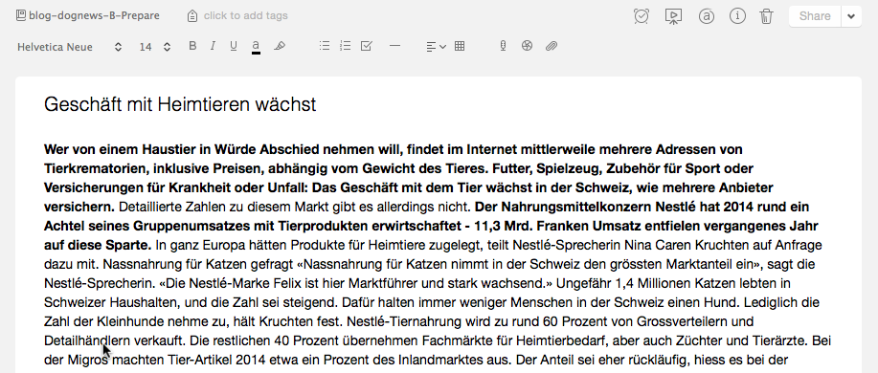 blog-dognews-B-Prepare click to add tags Share
Helvetica Neue 14 B I U a
Geschäft mit Heimtieren wächst
Wer von einem Haustier in Würde Abschied nehmen will, findet im Internet mittlerweile mehrere Adressen von
Tierkrematorien, inklusive Preisen, abhängig vom Gewicht des Tieres. Futter, Spielzeug, Zubehör für Sport oder
Versicherungen für Krankheit oder Unfall: Das Geschäft mit dem Tier wächst in der Schweiz, wie mehrere Anbieter
versichern. Detaillierte Zahlen zu diesem Markt gibt es allerdings nicht. Der Nahrungsmittelkonzern Nestlé hat 2014 rund ein
Achtel seines Gruppenumsatzes mit Tierprodukten erwirtschaftet - 11,3 Mrd. Franken Umsatz entfielen vergangenes Jahr
auf diese Sparte. In ganz Europa hätten Produkte für Heimtiere zugelegt, teilt Nestlé-Sprecherin Nina Caren Kruchten auf Anfrage
dazu mit. Nassnahrung für Katzen gefragt «Nassnahrung für Katzen nimmt in der Schweiz den grössten Marktanteil ein», sagt die
Nestlé-Sprecherin. «Die Nestlé-Marke Felix ist hier Marktführer und stark wachsend.» Ungefähr 1,4 Millionen Katzen lebten in
Schweizer Haushalten, und die Zahl sei steigend. Dafür halten immer weniger Menschen in der Schweiz einen Hund. Lediglich die
Zahl der Kleinhunde nehme zu, hält Kruchten fest. Nestlé-Tiernahrung wird zu rund 60 Prozent von Grossverteilern und
Detailhändlern verkauft. Die restlichen 40 Prozent übernehmen Fachmärkte für Heimtierbedarf, aber auch Züchter und Tierärzte. Bei
der Migros machten Tier-Artikel 2014 etwa ein Prozent des Inlandmarktes aus. Der Anteil sei eher rückläufig, hiess es bei der